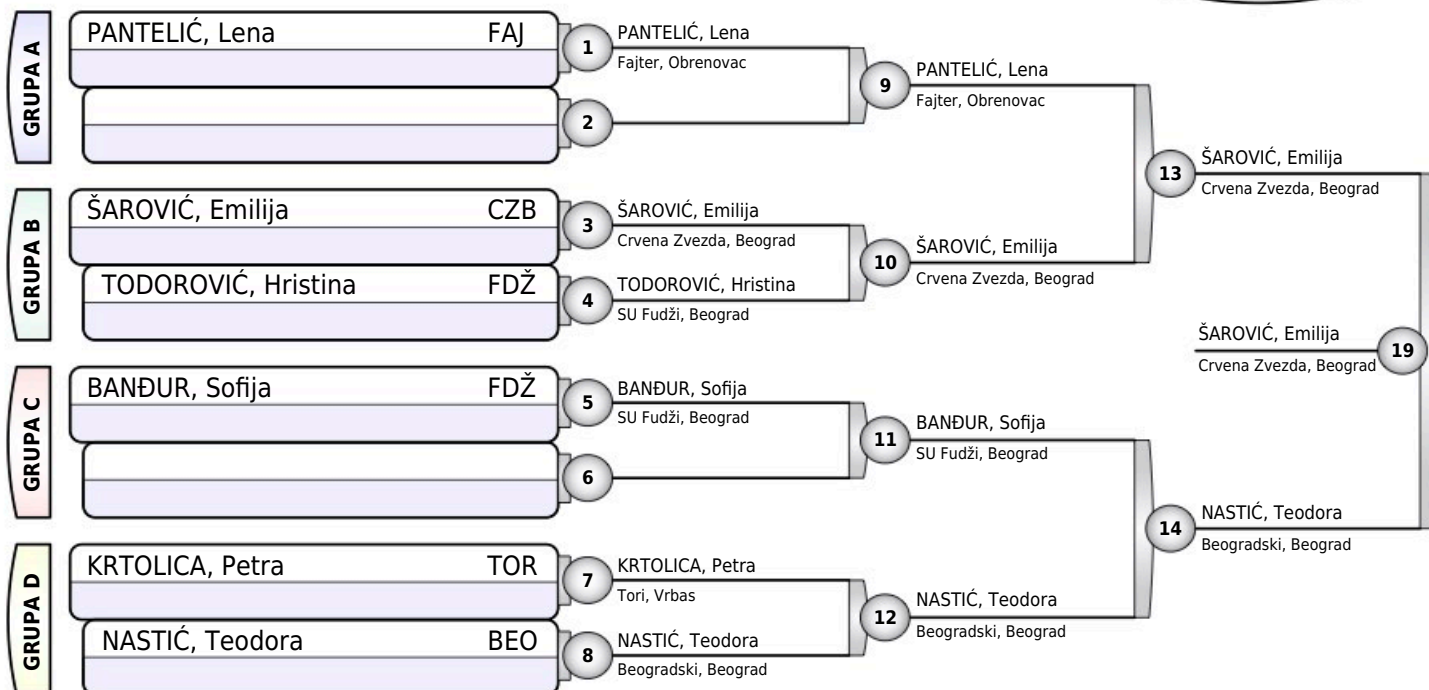 GRUPA A
PANTELIĆ, Lena FAJ
1
PANTELIĆ, Lena
Fajter, Obrenovac
2
9
PANTELIĆ, Lena
Fajter, Obrenovac
GRUPA B
ŠAROVIĆ, Emilija CZB
3
ŠAROVIĆ, Emilija
Crvena Zvezda, Beograd
TODOROVIĆ, Hristina FDŽ
4
TODOROVIĆ, Hristina
SU Fudži, Beograd
10
ŠAROVIĆ, Emilija
Crvena Zvezda, Beograd
13
ŠAROVIĆ, Emilija
Crvena Zvezda, Beograd
GRUPA C
BANĐUR, Sofija FDŽ
5
BANĐUR, Sofija
SU Fudži, Beograd
6
11
BANĐUR, Sofija
SU Fudži, Beograd
GRUPA D
KRTOLICA, Petra TOR
7
KRTOLICA, Petra
Tori, Vrbas
NASTIĆ, Teodora BEO
8
NASTIĆ, Teodora
Beogradski, Beograd
12
NASTIĆ, Teodora
Beogradski, Beograd
14
NASTIĆ, Teodora
Beogradski, Beograd
ŠAROVIĆ, Emilija
Crvena Zvezda, Beograd
19